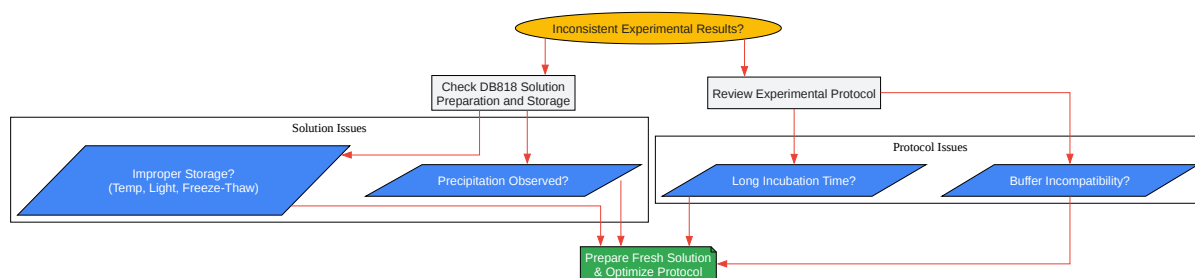 Inconsistent Experimental Results?
Check DB818 Solution
Preparation and Storage
Review Experimental Protocol
Solution Issues
Protocol Issues
Improper Storage?
(Temp, Light, Freeze-Thaw)
Precipitation Observed?
Long Incubation Time?
Buffer Incompatibility?
Prepare Fresh Solution
& Optimize Protocol